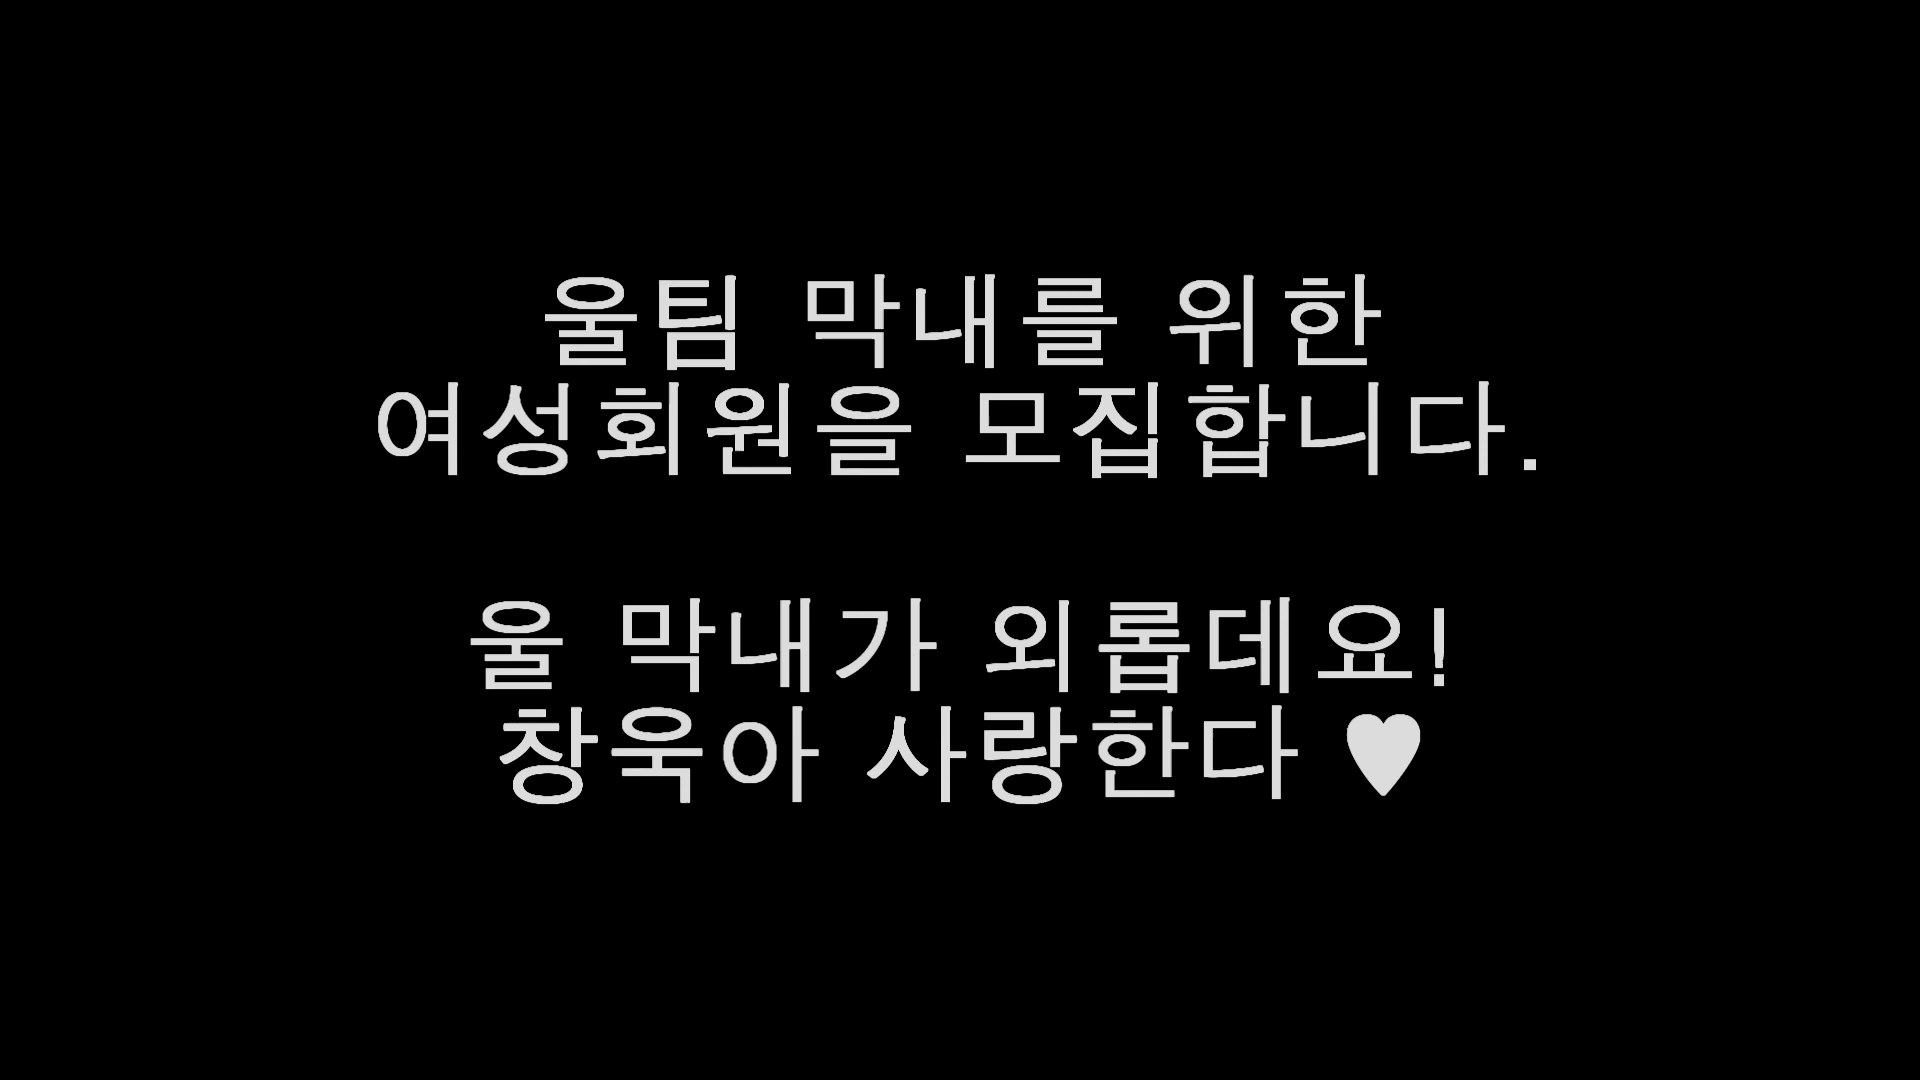 울팀 막내를 위한
여성회원을 모집합니다.
울 막내가 외롭데요!
창욱아 사랑한다 ♥